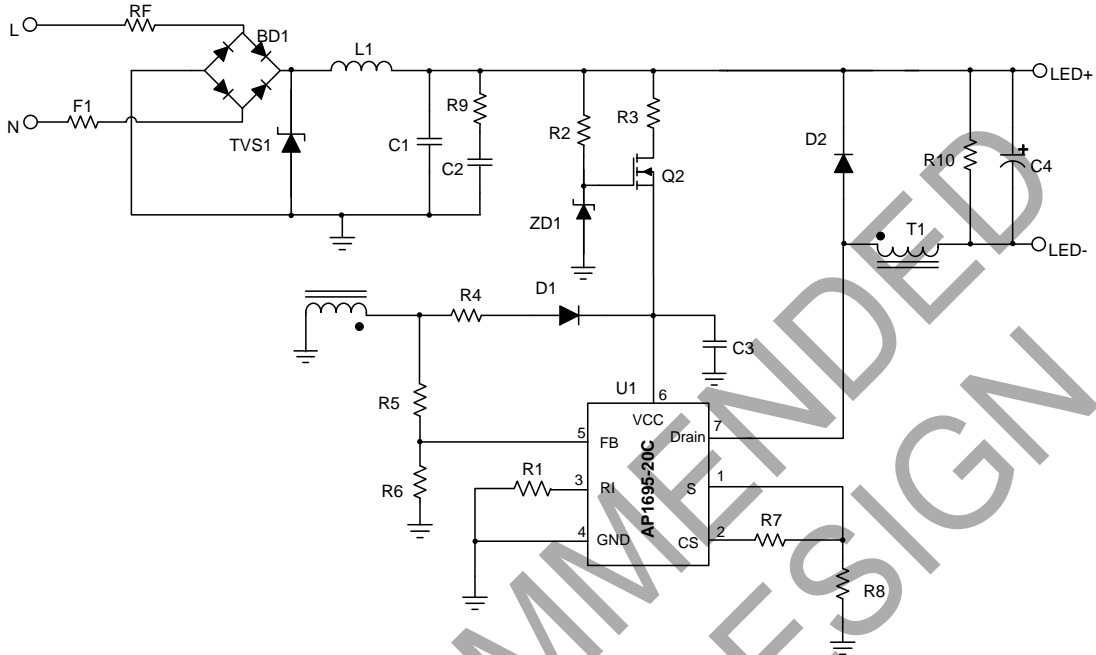 RF
L
BD1
L1
LED+
F1
R9
R2
R3
N
D2
TVS1
C1
R10
+
C4
C2
Q2
ZD1
T1
LED-
R4
D1
C3
U1
6
R5
VCC
7
5
FB
Drain
R1
3
RI
AP1695-20C
S
1
R6
4
GND
CS
2
R7
R8
MMENDED
ESIGN